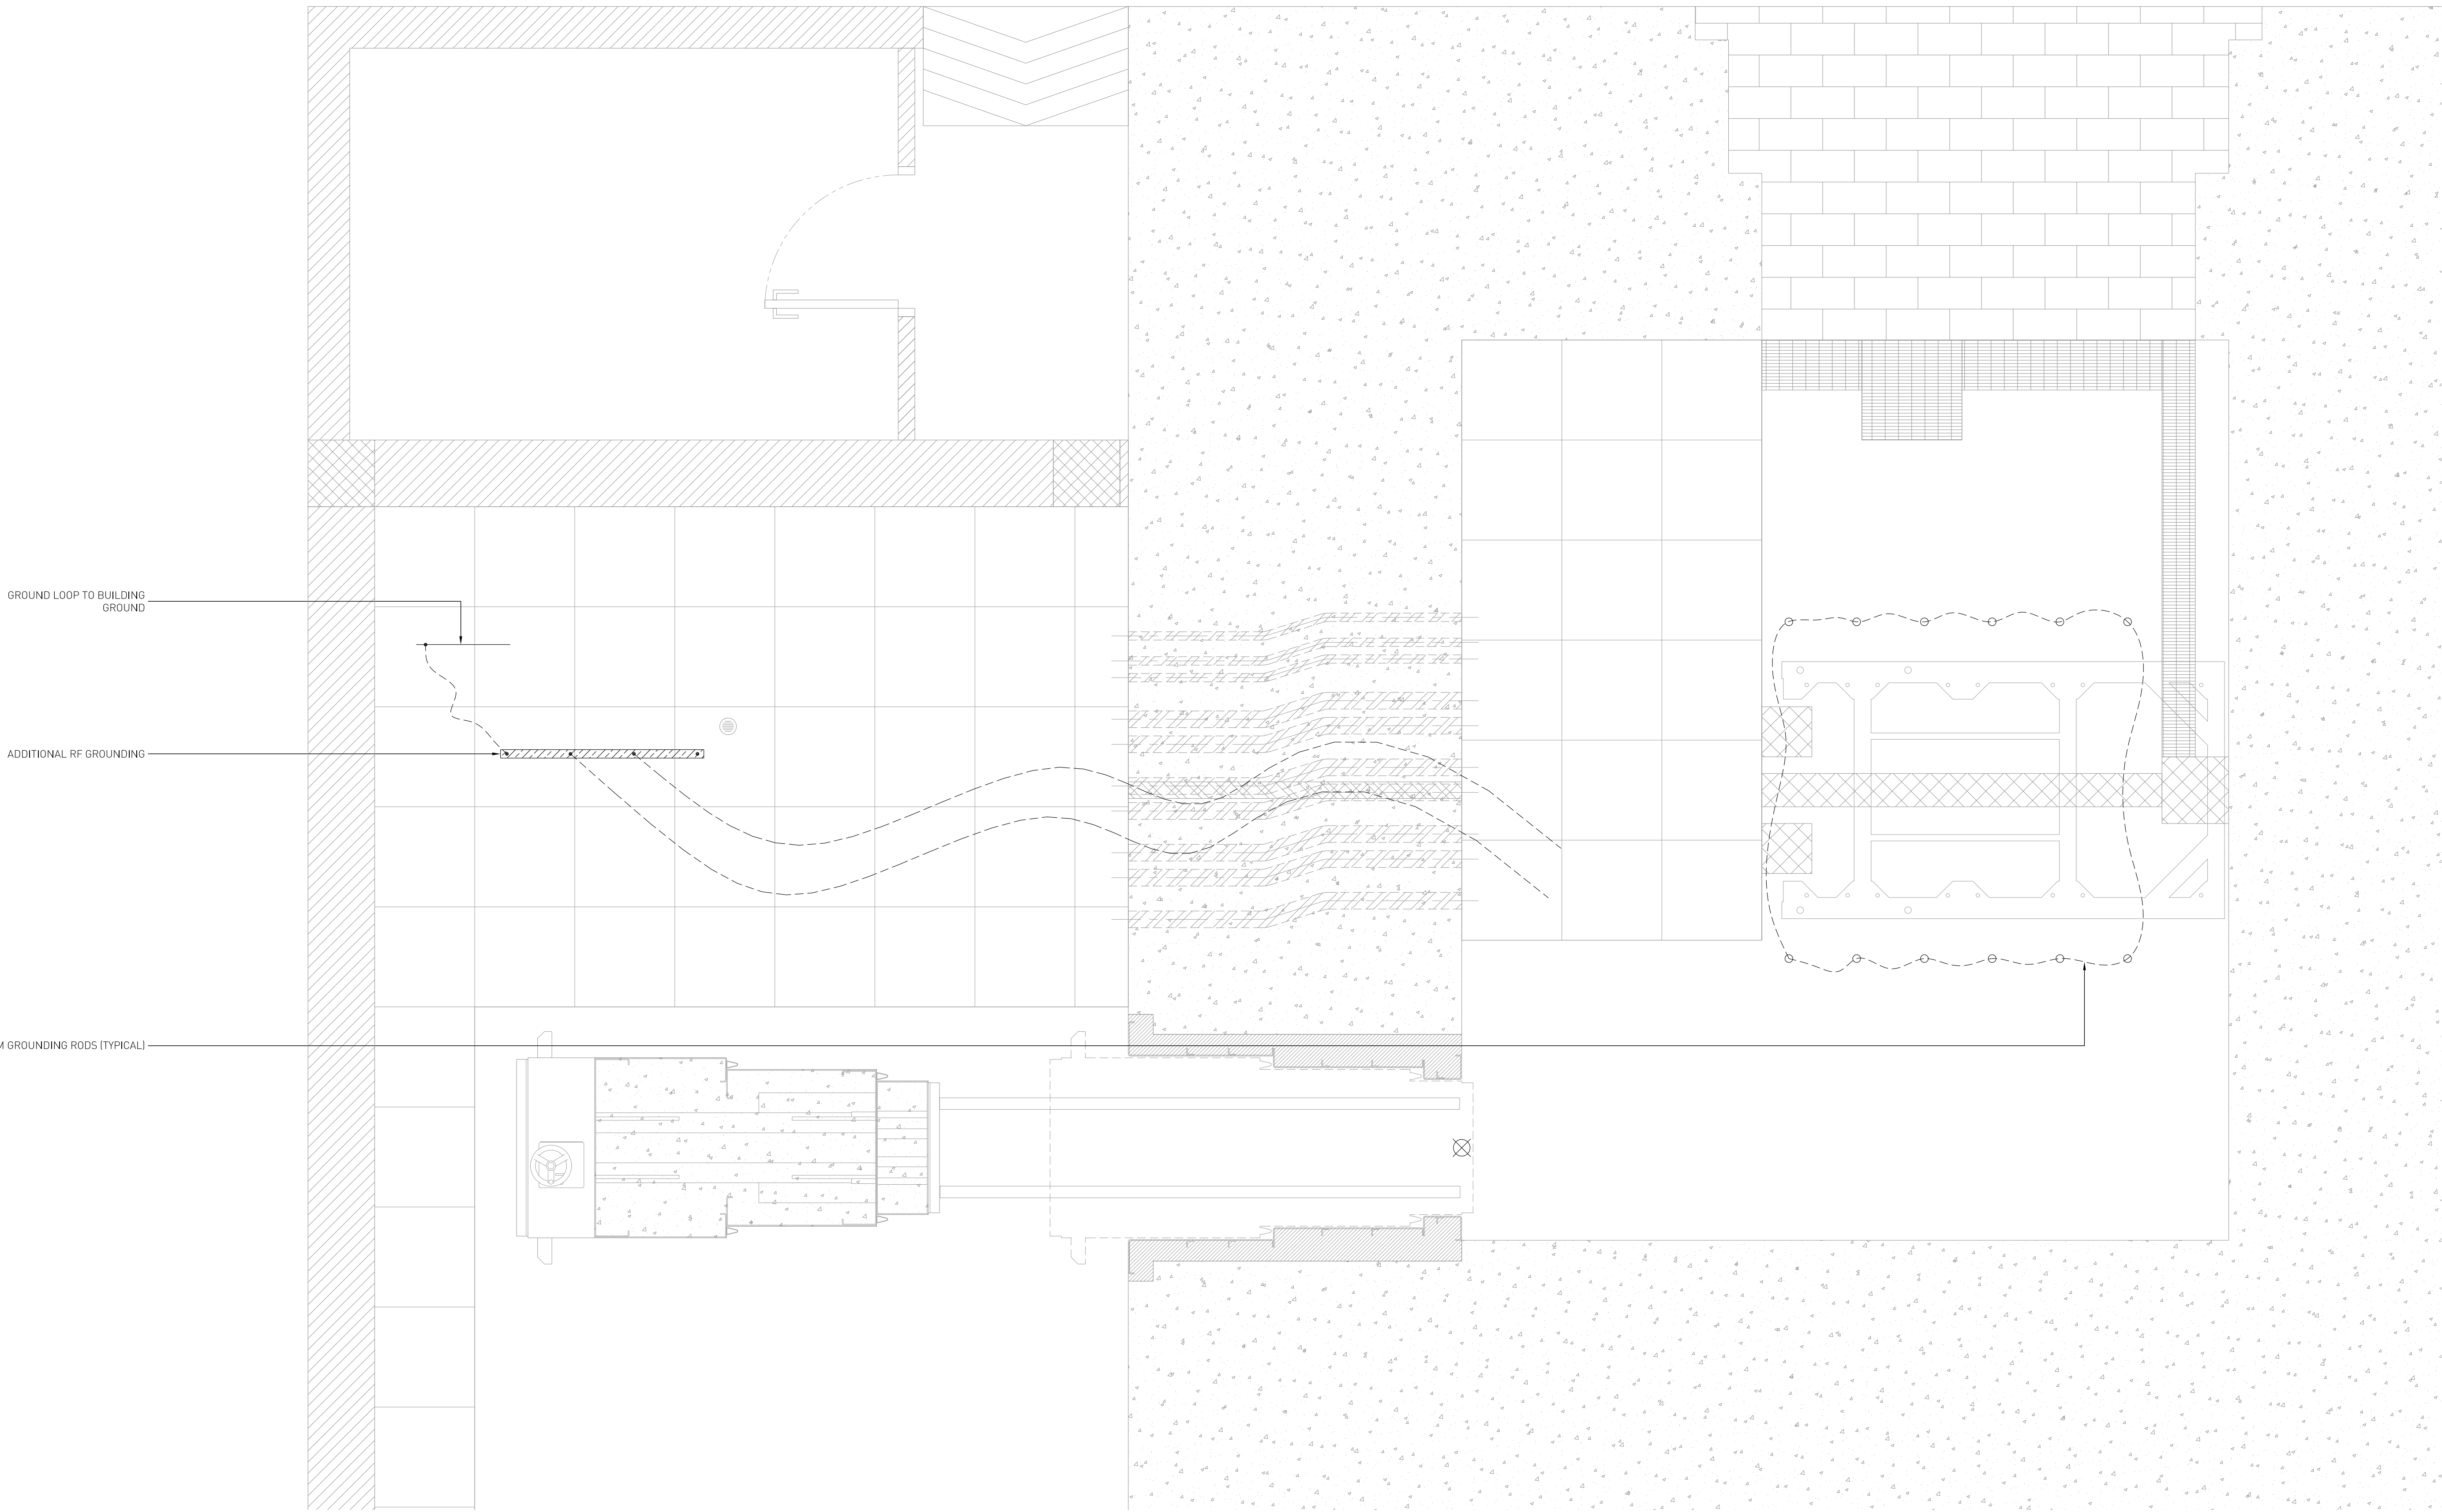 GROUND LOOP TO BUILDING
GROUND
ADDITIONAL RF GROUNDING
GROUNDING RODS (TYPICAL)